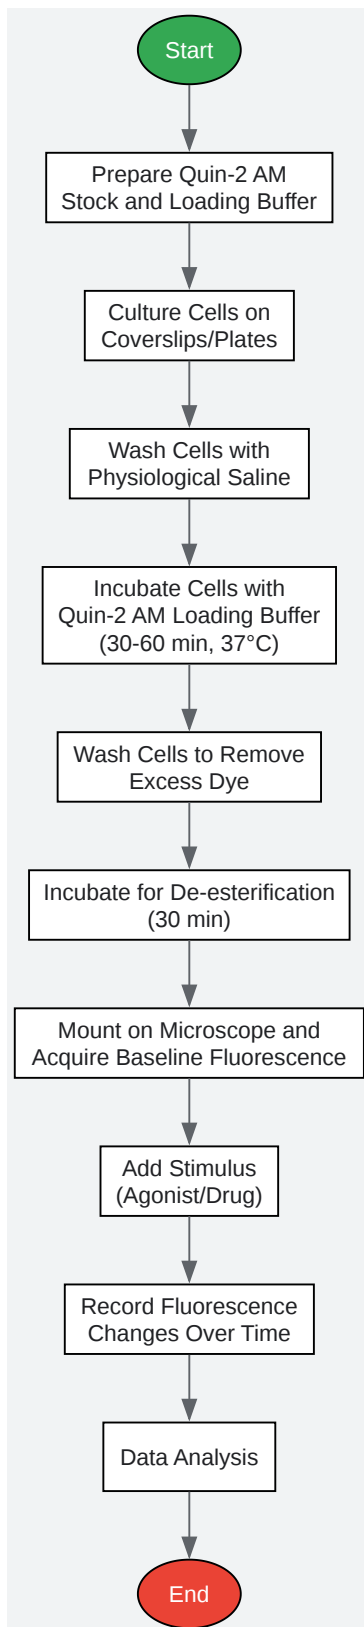 Start
Prepare Quin-2 AM
Stock and Loading Buffer
Culture Cells on
Coverslips/Plates
Wash Cells with
Physiological Saline
Incubate Cells with
Quin-2 AM Loading Buffer
(30-60 min, 37°C)
Wash Cells to Remove
Excess Dye
Incubate for De-esterification
(30 min)
Mount on Microscope and
Acquire Baseline Fluorescence
Add Stimulus
(Agonist/Drug)
Record Fluorescence
Changes Over Time
Data Analysis
End